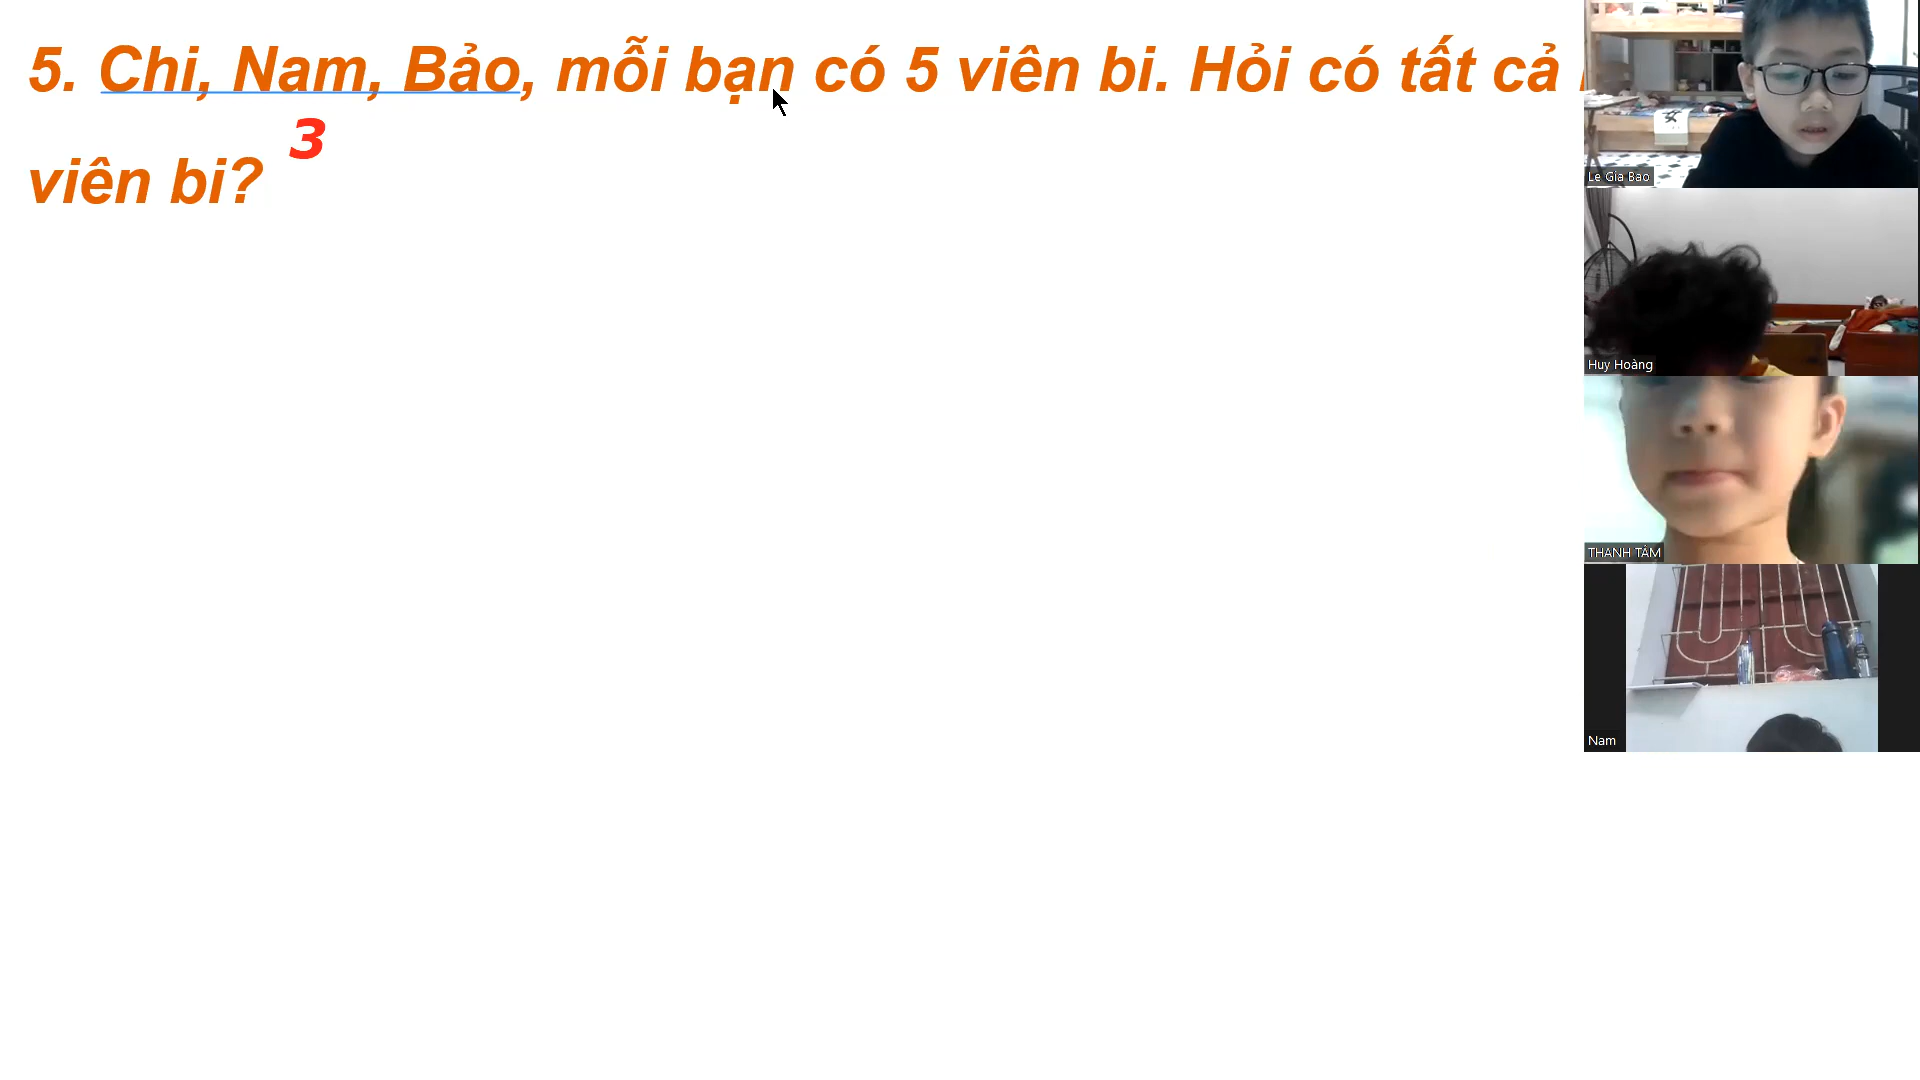 5. Chi, Nam, Bảo, mỗi bạn có 5 viên bi. Hỏi có tất cả
3
viên bi?
Le Gia Bao
Huy Hoàng
THANH TÂM
Nam